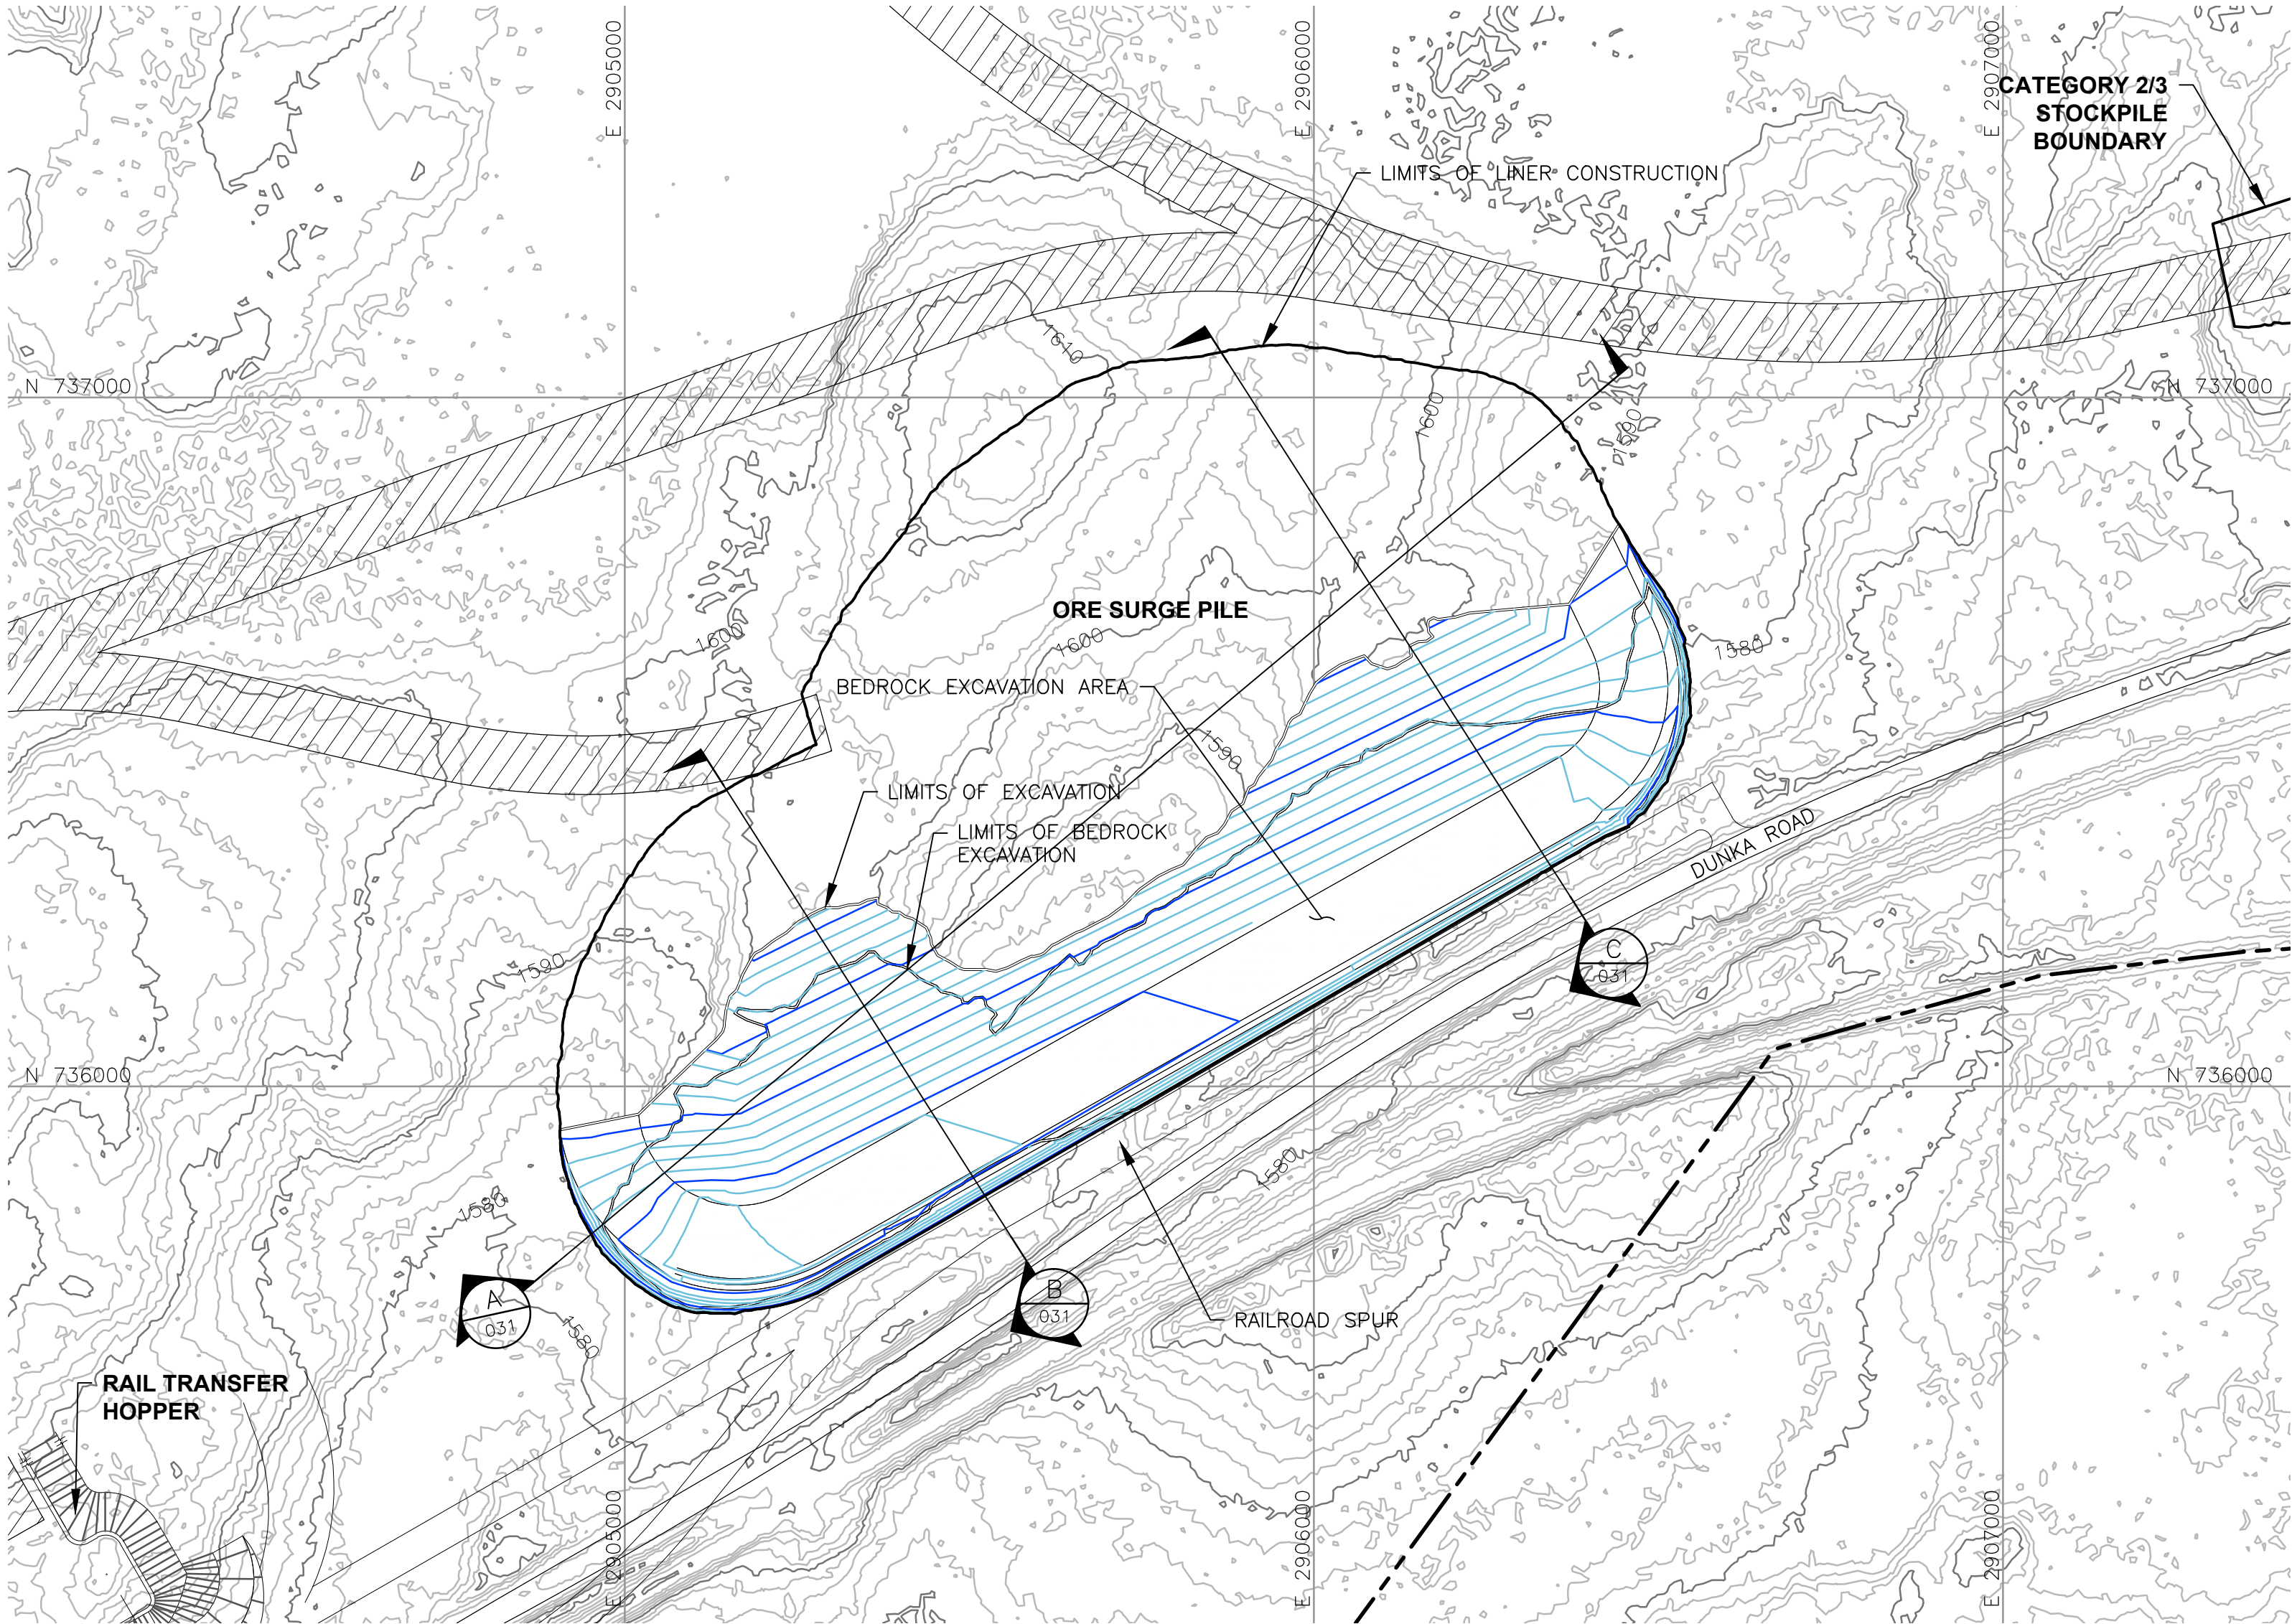 E 2905000
E 2906000
E 2907000
CATEGORY 2/3
STOCKPILE
BOUNDARY
LIMITS OF LINER CONSTRUCTION
1610
N 737000
N 737000
1600
1590
ORE SURGE PILE
1600
1600
1580
BEDROCK EXCAVATION AREA
1590
LIMITS OF EXCAVATION
LIMITS OF BEDROCK
EXCAVATION
DUNKA ROAD
1590
C
031
N 736000
N 736000
1580
1580
A
031
B
031
1580
RAILROAD SPUR
RAIL TRANSFER
HOPPER
E 2905000
E 2906000
E 2907000